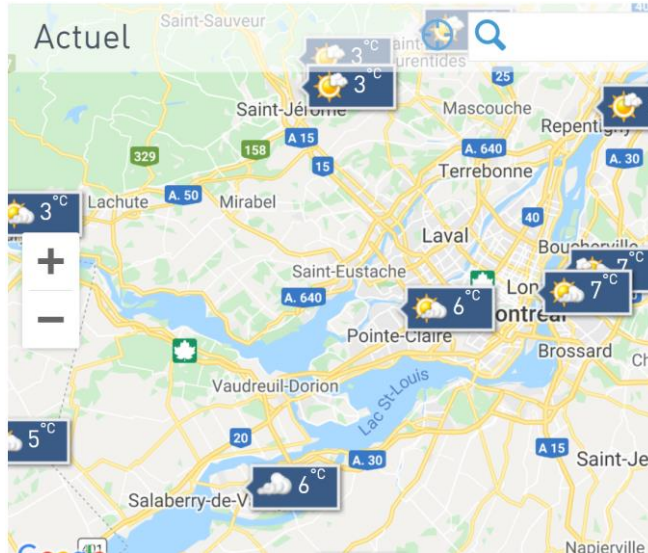 Saint-Sauveur
Actuel
3°C
3°C
25
Saint-Jérôme
Mascouche
Repentigny
A 15
329
158
A. 640
A. 30
15
Terrebonne
A. 50
3°C
Lachute
Mirabel
40
Laval
Boucherville
+
Saint-Eustache
7°C
7°C
A. 640
6°C
−
Pointe-Claire
Brossard
Vaudreuil-Dorion
Lac St-Louis
5°C
20
A 15
A. 30
Saint-Je
6°C
Salaberry-de-V
Napierville